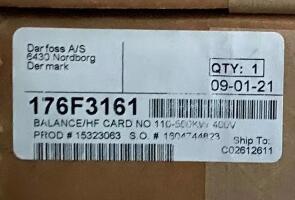 Danfoss A/S
6430 Nordborg
Denmark
QTY: 1
09-01-21
176F3161
BALANCE/HF CARD NO 110-500KW 400V
PROD # 15323063 S.O. # 1604744823 Ship To:
C02612611